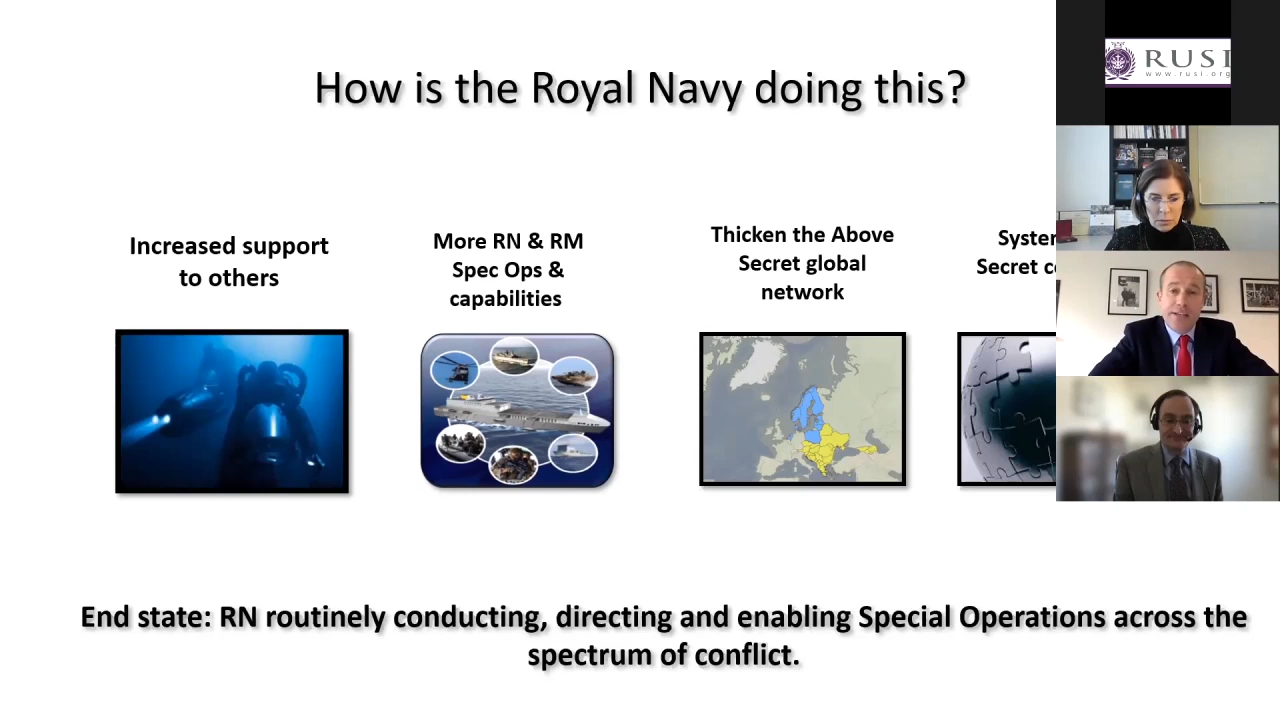 How is the Royal Navy doing this?
RUSI
www.rusi.org
Increased support
to others
More RN & RM
Spec Ops &
capabilities
Thicken the Above
Secret global
network
Secret
End state: RN routinely conducting, directing and enabling Special Operations across the
spectrum of conflict.